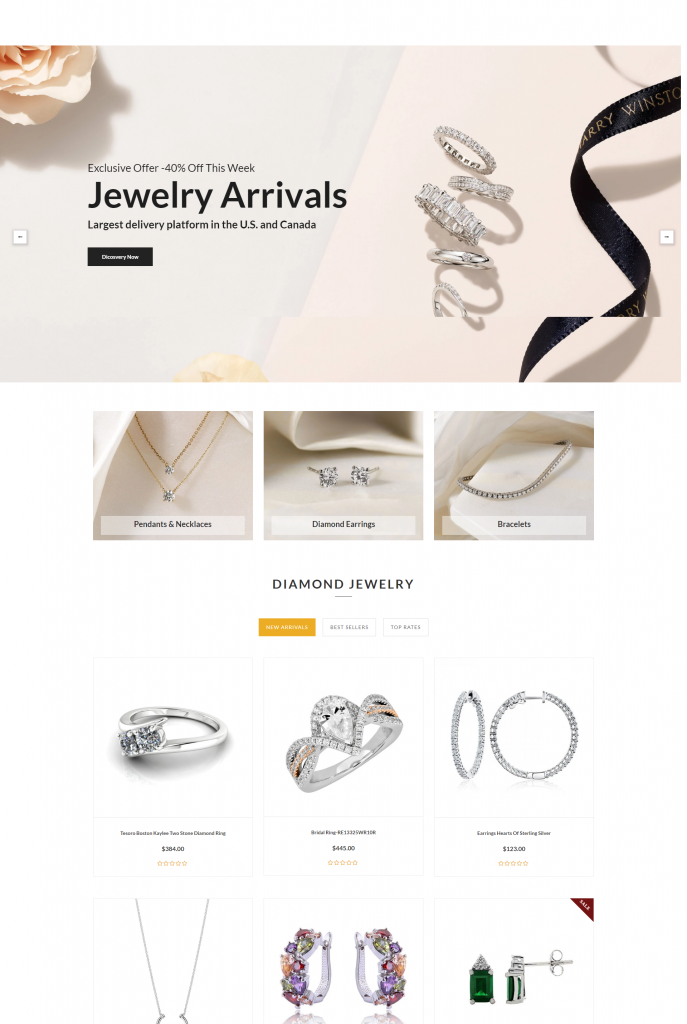 ARRY WINSTO
Exclusive Offer -40% Off This Week
Jewelry Arrivals
Largest delivery platform in the U.S. and Canada
Dicovery Now
Pendants & Necklaces
Diamond Earrings
Bracelets
DIAMOND JEWELRY
NEW ARRIVALS
BEST SELLERS
TOP RATES
Tesoro Boston Kaylee Two Stone Diamond Ring
$384.00
Bridal Ring-RE13325WR10R
$445.00
Earrings Hearts Of Sterling Silver
$123.00
SALE